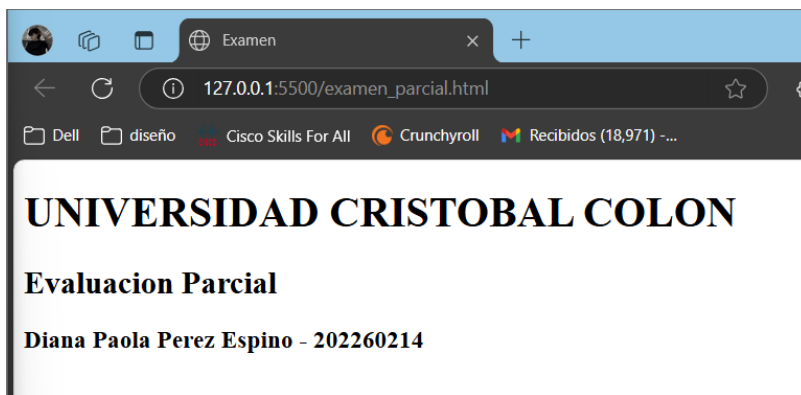 Examen
127.0.0.1:5500/examen_parcial.html
Dell diseño Cisco Skills For All Crunchyroll Recibidos (18,971) -...
UNIVERSIDAD CRISTOBAL COLON
Evaluacion Parcial
Diana Paola Perez Espino - 202260214